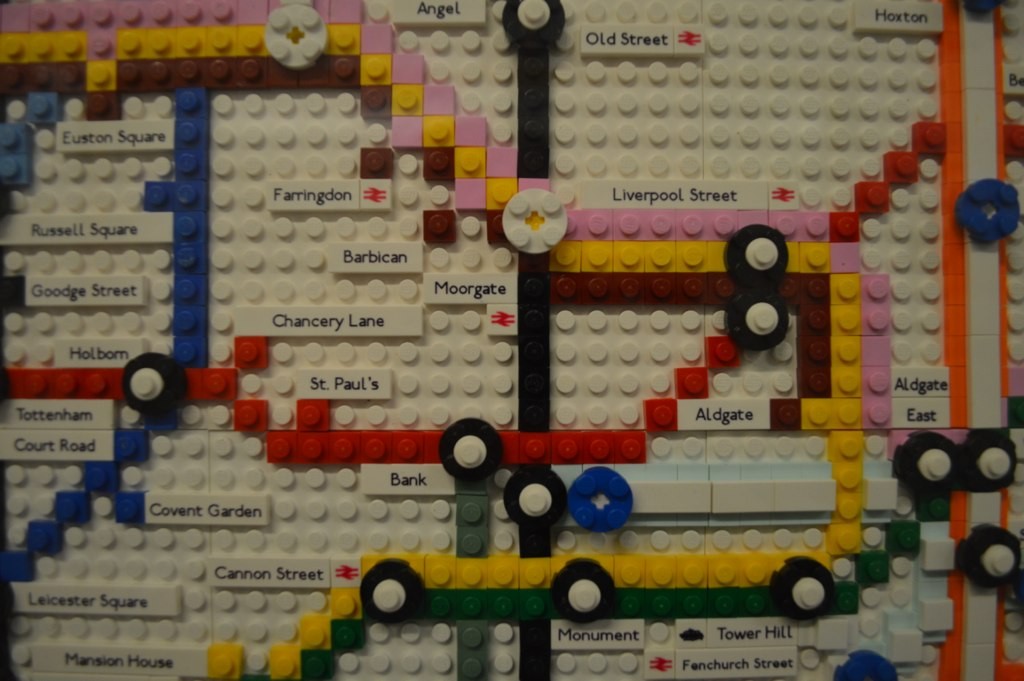 Angel
Old Street
Hoxton
Euston Square
Farringdon
Liverpool Street
Russell Square
Barbican
Goodge Street
Moorgate
Chancery Lane
Holborn
St. Paul's
Aldgate
East
Tottenham
Court Road
Aldgate
Bank
Covent Garden
Cannon Street
Leicester Square
Monument
Tower Hill
Mansion House
Fenchurch Street